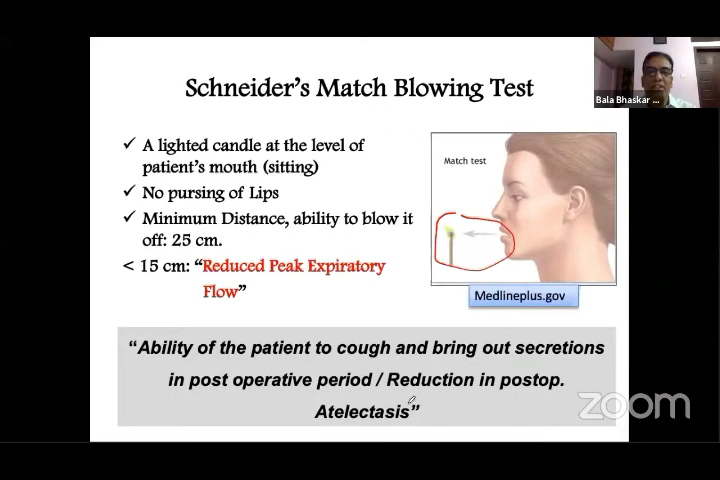 Schneider's Match Blowing Test
✓ A lighted candle at the level of
patient's mouth (sitting)
✓ No pursing of Lips
✓ Minimum Distance, ability to blow it
off: 25 cm.
< 15 cm: “Reduced Peak Expiratory
Flow”
Match test
Medlineplus.gov
“Ability of the patient to cough and bring out secretions
in post operative period / Reduction in postop.
Atelectasis”
Bala Bhaskar ...
zoom